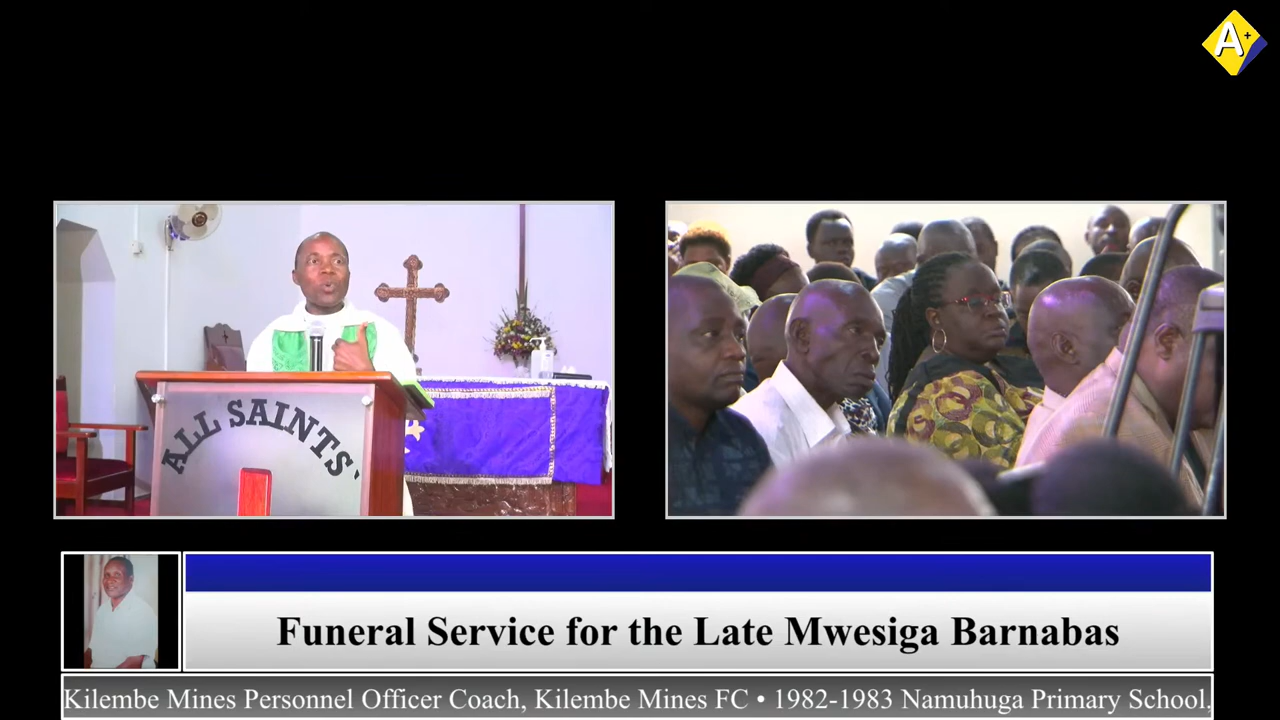 A+
ALL SAINTS'
Funeral Service for the Late Mwesiga Barnabas
Kilembe Mines Personnel Officer Coach, Kilembe Mines FC • 1982-1983 Namuhuga Primary School,